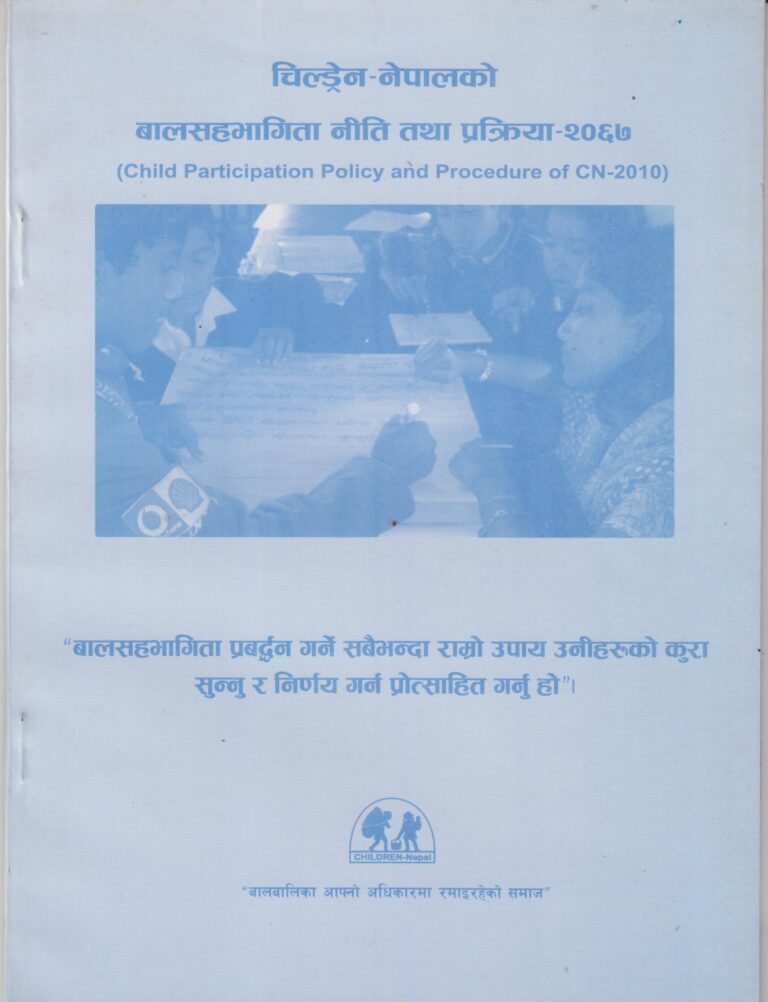 चिल्ड्रेन-नेपालको
बालसहभागिता नीति तथा प्रक्रिया-२०६७
(Child Participation Policy and Procedure of CN-2010)
“बालसहभागिता प्रबर्द्धन गर्ने सबैभन्दा राम्रो उपाय उनीहरुको कुरा
सुन्नु र निर्णय गर्न प्रोत्साहित गर्नु हो”।
CHILDREN-Nepal
“बालबालिका आफ्नो अधिकारमा रमाइरहेको समाज”